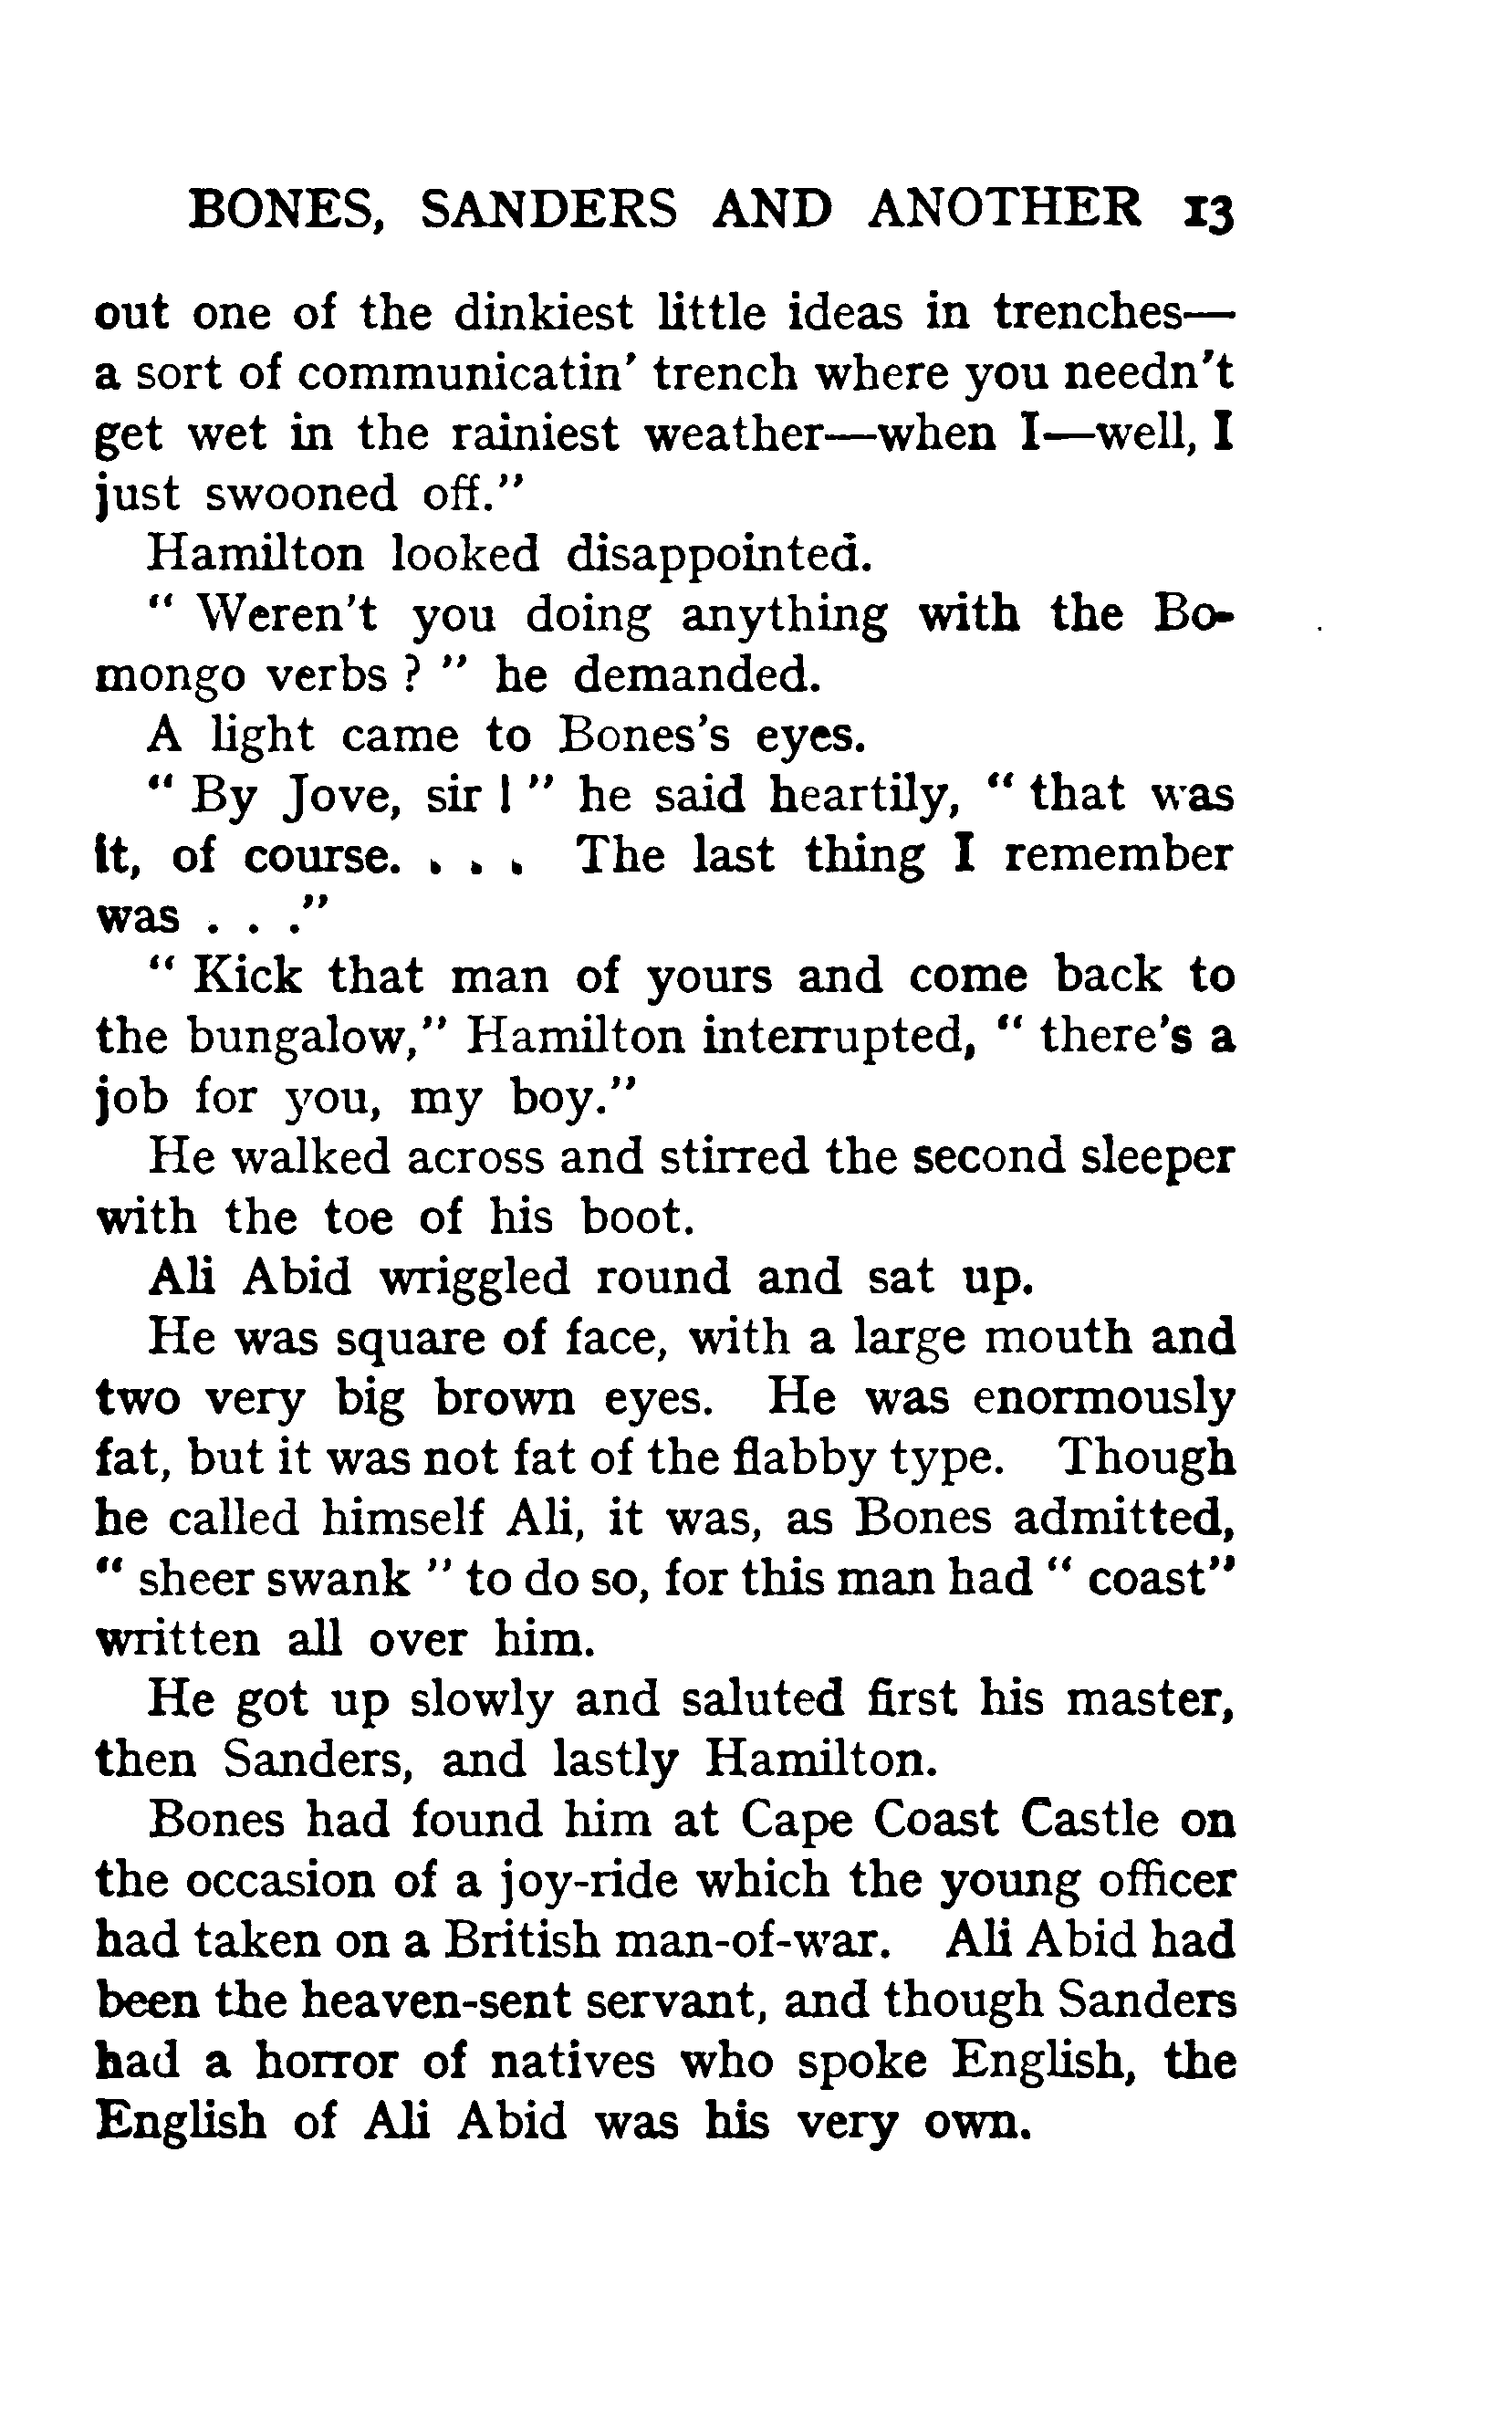 BONES, SANDERS AND ANOTHER 13
out one of the dinkiest little ideas in trenches—
a sort of communicatin' trench where you needn't
get wet in the rainiest weather—when I—well, I
just swooned off."
Hamilton looked disappointed.
" Weren't you doing anything with the Bo-
mongo verbs ? " he demanded.
A light came to Bones's eyes.
" By Jove, sir ! " he said heartily, " that was
it, of course. . . . The last thing I remember
was . . ."
" Kick that man of yours and come back to
the bungalow," Hamilton interrupted, " there's a
job for you, my boy."
He walked across and stirred the second sleeper
with the toe of his boot.
Ali Abid wriggled round and sat up.
He was square of face, with a large mouth and
two very big brown eyes. He was enormously
fat, but it was not fat of the flabby type. Though
he called himself Ali, it was, as Bones admitted,
" sheer swank " to do so, for this man had " coast"
written all over him.
He got up slowly and saluted first his master,
then Sanders, and lastly Hamilton.
Bones had found him at Cape Coast Castle on
the occasion of a joy-ride which the young officer
had taken on a British man-of-war. Ali Abid had
been the heaven-sent servant, and though Sanders
had a horror of natives who spoke English, the
English of Ali Abid was his very own.